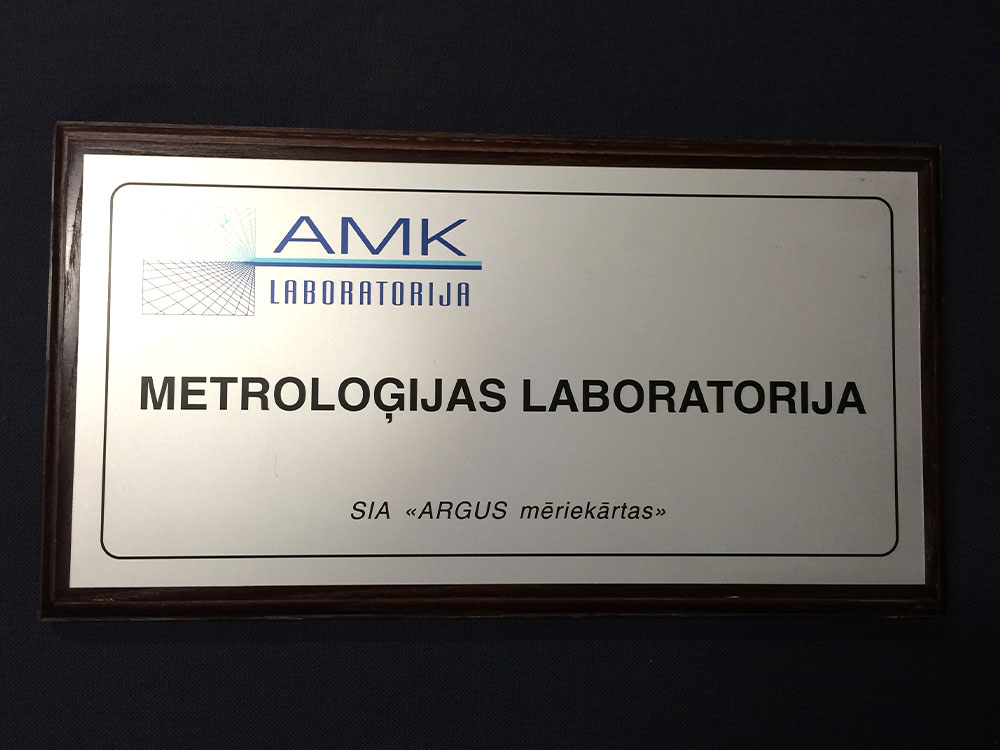 AMK
LABORATORIJA
METROLOĢIJAS LABORATORIJA
SIA «ARGUS mēriekārtas»